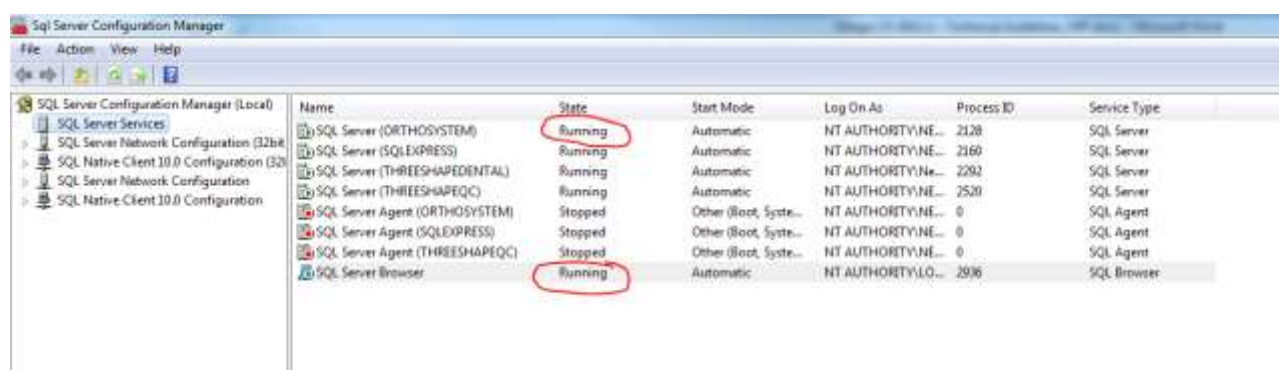 Sql Server Configuration Manager
File Action View Help
SQL Server Configuration Manager (Local)
SQL Server Services
SQL Server Network Configuration (32bit
SQL Native Client 10.0 Configuration (32
SQL Server Network Configuration
SQL Native Client 10.0 Configuration
Name State Start Mode Log On As Process ID Service Type
SQL Server (ORTHOSYSTEM) Running Automatic NT AUTHORITY\NE... 2128 SQL Server
SQL Server (SQLEXPRESS) Running Automatic NT AUTHORITY\NE... 2160 SQL Server
SQL Server (THREESHAPEDENTAL) Running Automatic NT AUTHORITY\Ne... 2292 SQL Server
SQL Server (THREESHAPEQC) Running Automatic NT AUTHORITY\NE... 2520 SQL Server
SQL Server Agent (ORTHOSYSTEM) Stopped Other (Boot, Syste... NT AUTHORITY\NE... 0 SQL Agent
SQL Server Agent (SQLEXPRESS) Stopped Other (Boot, Syste... NT AUTHORITY\NE... 0 SQL Agent
SQL Server Agent (THREESHAPEQC) Stopped Other (Boot, Syste... NT AUTHORITY\NE... 0 SQL Agent
SQL Server Browser Running Automatic NT AUTHORITY\LO... 2936 SQL Browser